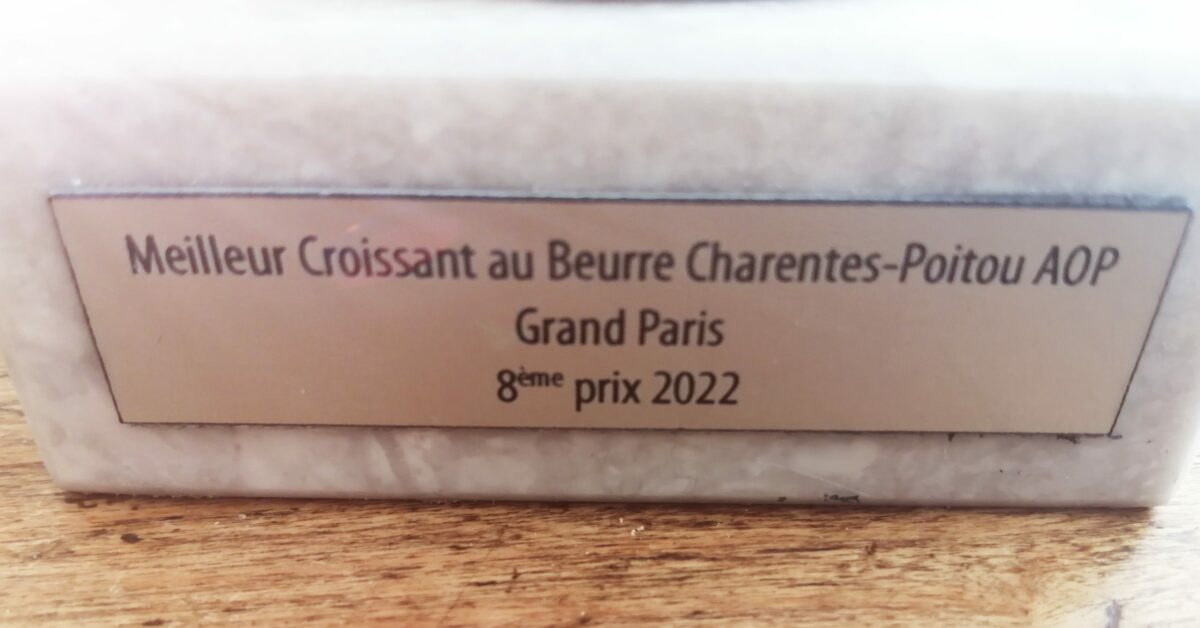 Meilleur Croissant au Beurre Charentes-Poitou AOP
Grand Paris
8ème prix 2022